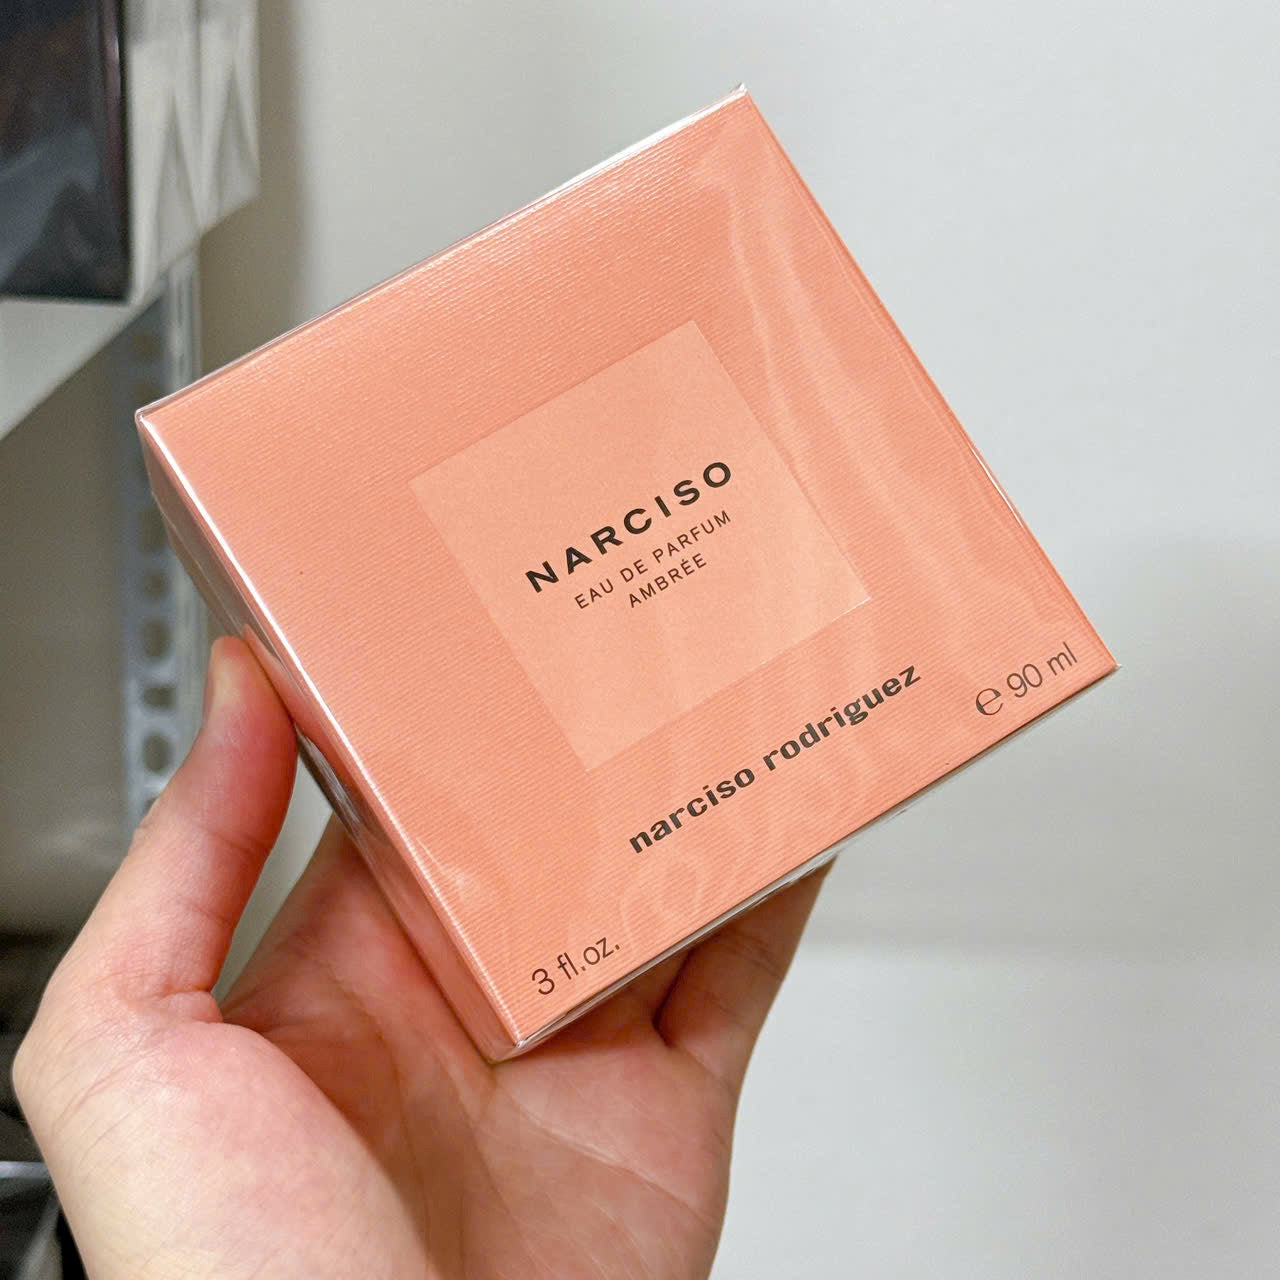 NARCISO
EAU DE PARFUM
AMBRÉE
narciso rodriguez
3 fl.oz.
℮ 90 ml